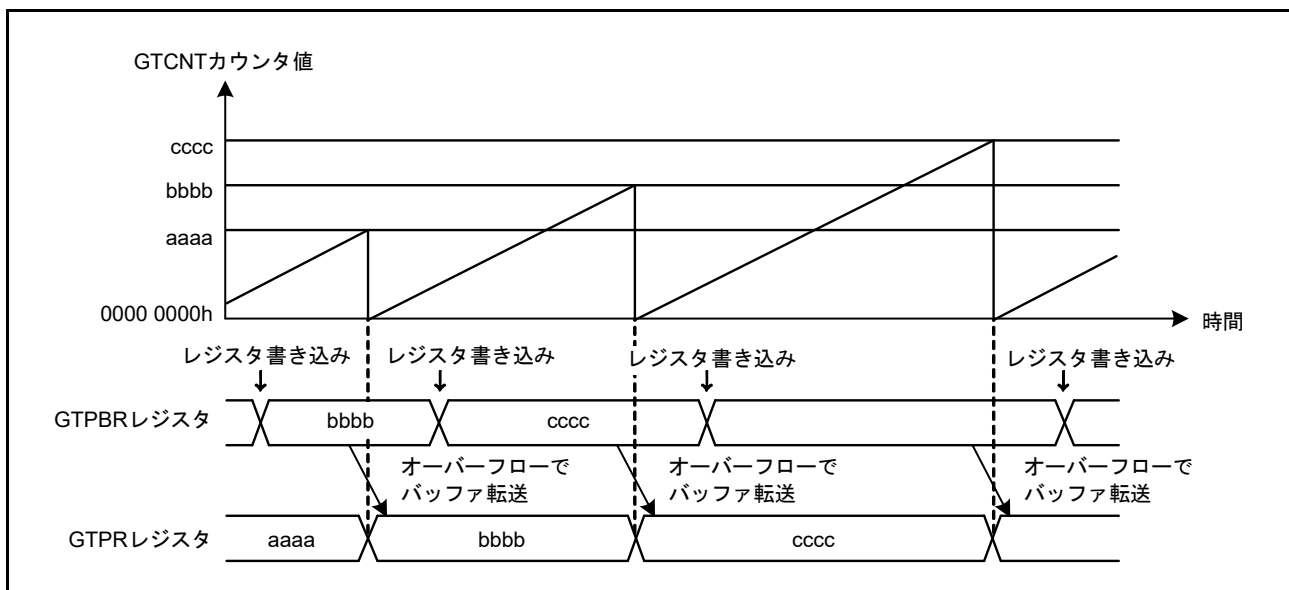 GTCNTカウンタ値
cccc
bbbb
aaaa
0000 0000h
時間
レジスタ書き込み
レジスタ書き込み
レジスタ書き込み
レジスタ書き込み
GTPBRレジスタ
bbbb
cccc
オーバーフローで
バッファ転送
オーバーフローで
バッファ転送
オーバーフローで
バッファ転送
GTPRレジスタ
aaaa
bbbb
cccc